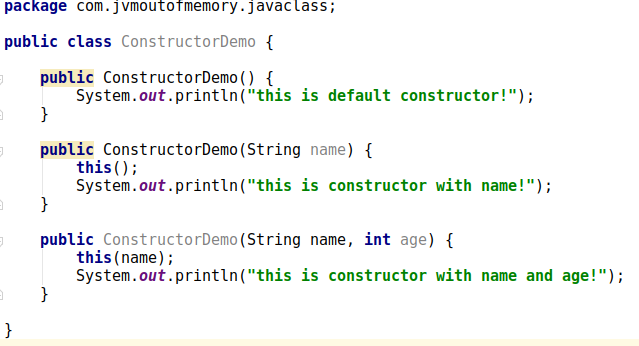 package com.jvmoutofmemory.javaclass;
public class ConstructorDemo {
public ConstructorDemo() {
System.out.println("this is default constructor!");
}
public ConstructorDemo(String name) {
this();
System.out.println("this is constructor with name!");
}
public ConstructorDemo(String name, int age) {
this(name);
System.out.println("this is constructor with name and age!");
}
}